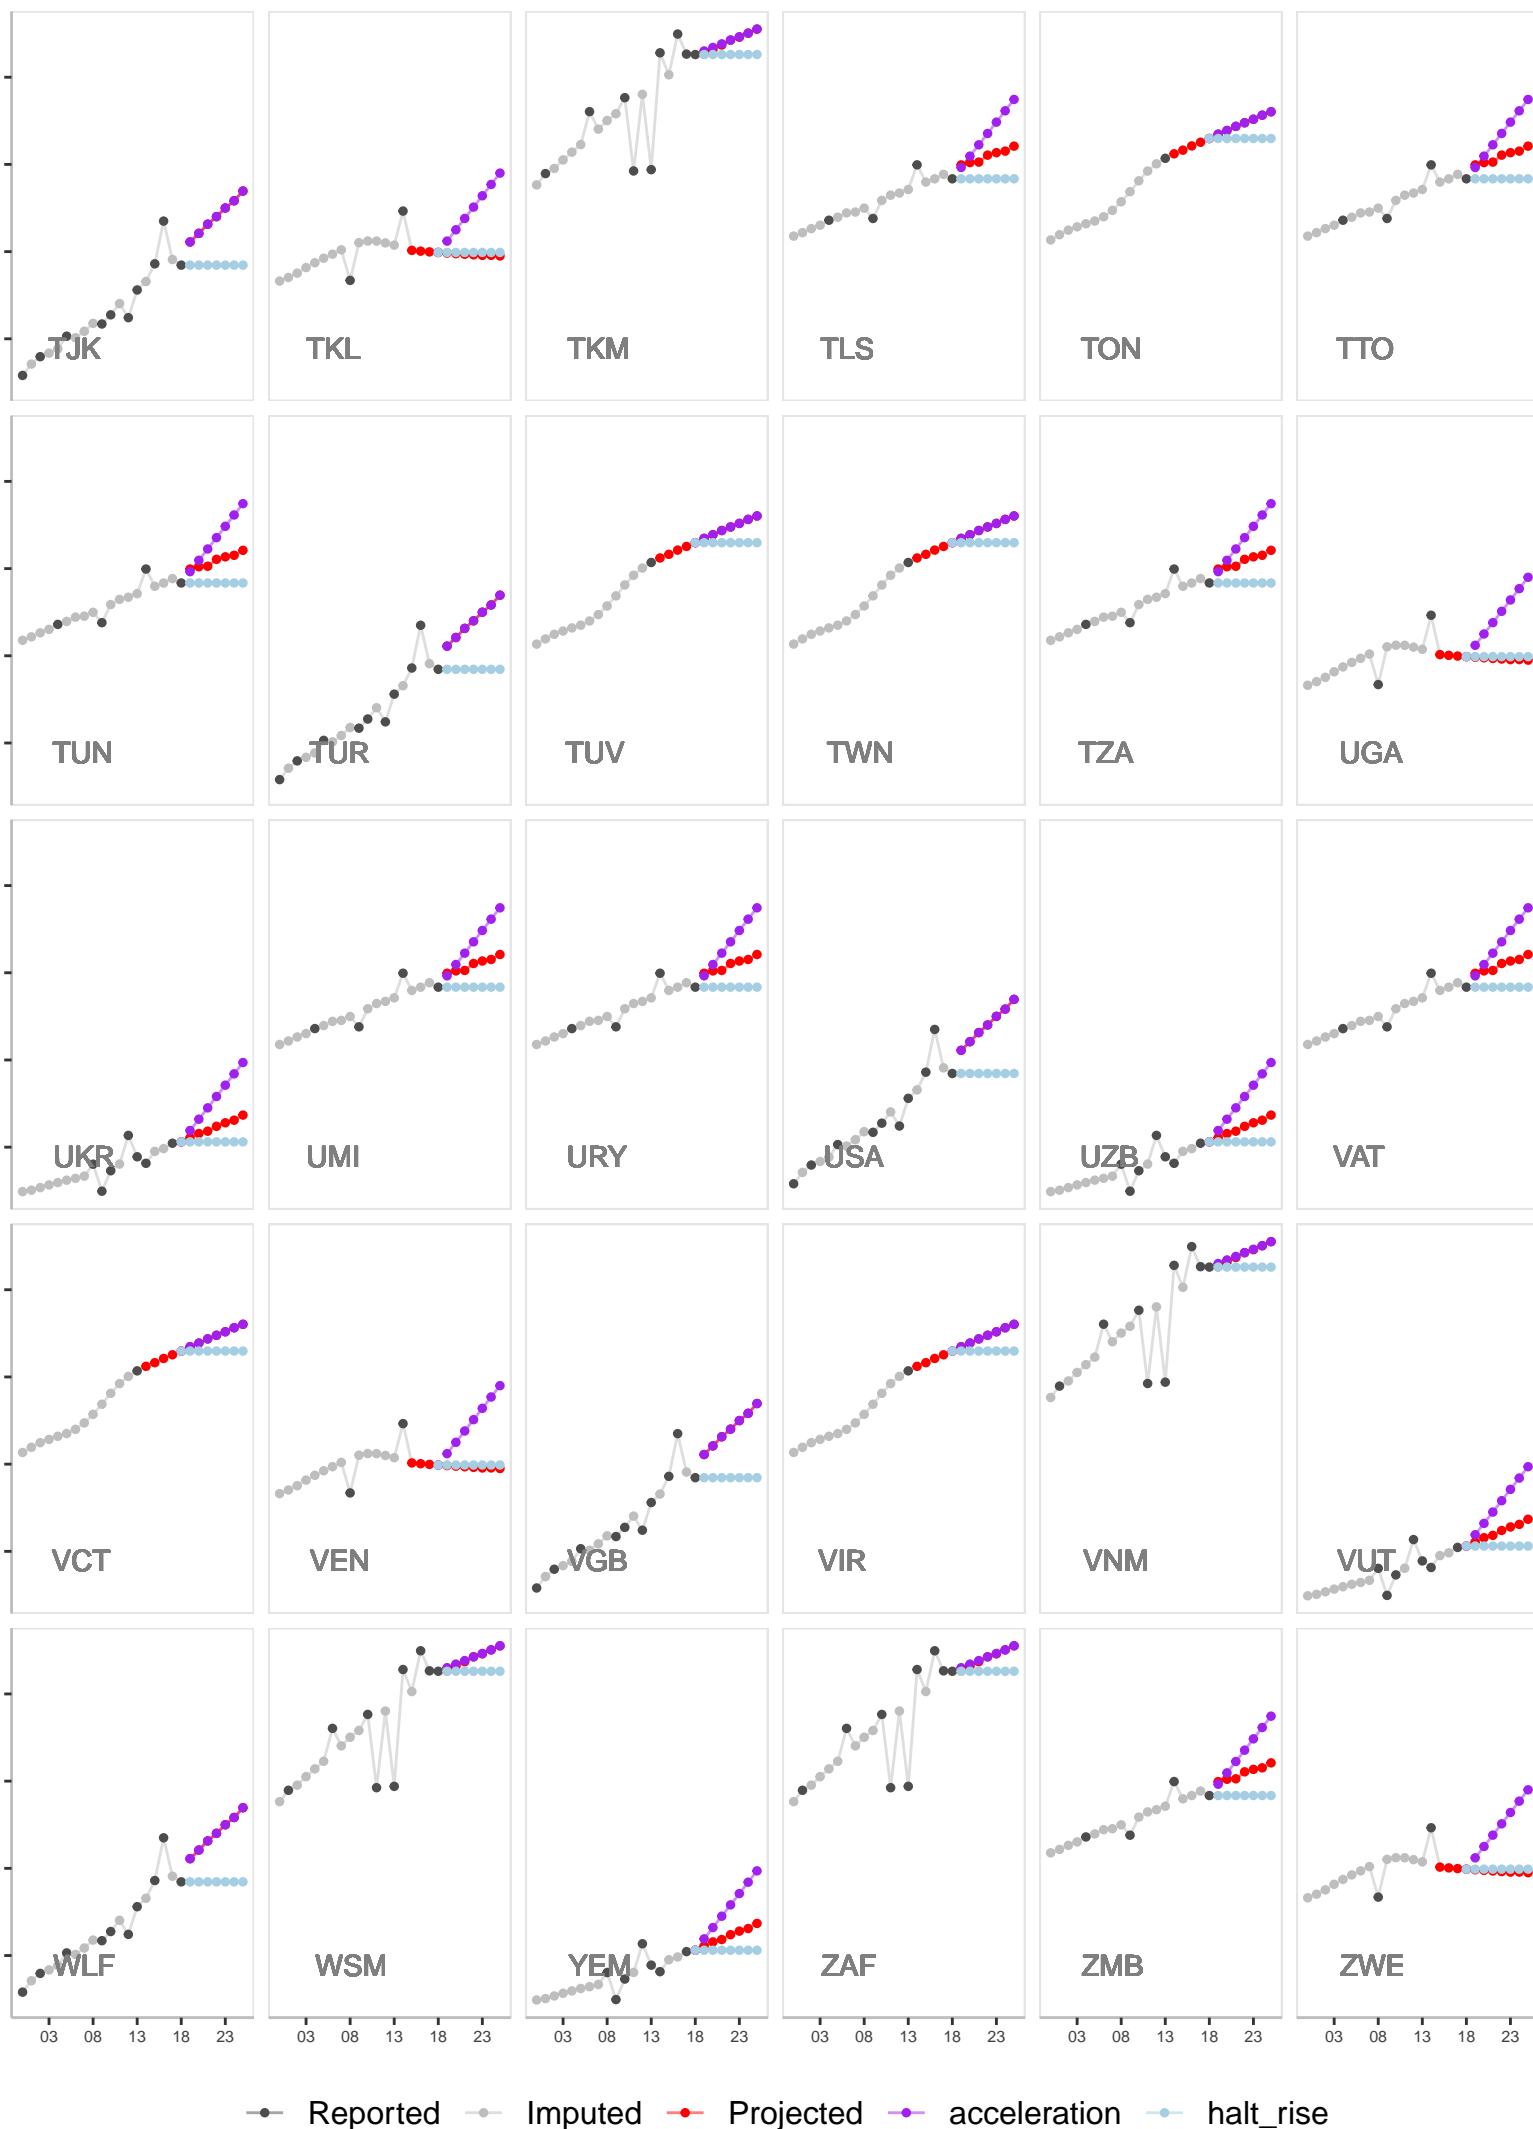 TJK TKL TKM TLS TON TTO
TUN TUR TUV TWN TZA UGA
UKR UMI URY USA UZB VAT
VCT VEN VGB VIR VNM VUT
WLF WSM YEM ZAF ZMB ZWE
03 08 13 18 23 03 08 13 18 23 03 08 13 18 23 03 08 13 18 23 03 08 13 18 23 03 08 13 18 23
Reported Imputed Projected acceleration halt_rise